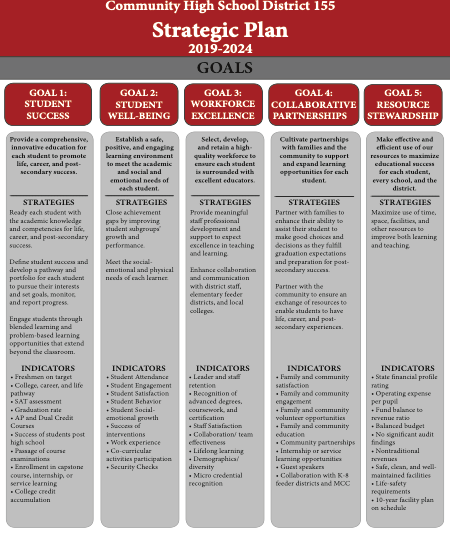 Community High School District 155
Strategic Plan
2019-2024
GOALS
GOAL 1:
STUDENT
SUCCESS
Provide a comprehensive,
innovative education for
each student to promote
life, career, and post-
secondary success.
STRATEGIES
Ready each student with
the academic knowledge
and competencies for life,
career, and post-secondary
success.
Define student success and
develop a pathway and
portfolio for each student
to pursue their interests
and set goals, monitor,
and report progress.
Engage students through
blended learning and
problem-based learning
opportunities that extend
beyond the classroom.
INDICATORS
• Freshmen on target
• College, career, and life
pathway
• SAT assessment
• Graduation rate
• AP and Dual Credit
Courses
• Success of students post
high school
• Passage of course
examinations
• Enrollment in capstone
course, internship, or
service learning
• College credit
accumulation
GOAL 2:
STUDENT
WELL-BEING
Establish a safe,
positive, and engaging
learning environment
to meet the academic
and social and
emotional needs of
each student.
STRATEGIES
Close achievement
gaps by improving
student subgroups'
growth and
performance.
Meet the social-
emotional and physical
needs of each learner.
INDICATORS
• Student Attendance
• Student Engagement
• Student Satisfaction
• Student Behavior
• Student Social-
emotional growth
• Success of
interventions
• Work experience
• Co-curricular
activities participation
• Security Checks
GOAL 3:
WORKFORCE
EXCELLENCE
Select, develop,
and retain a high-
quality workforce to
ensure each student
is surrounded with
excellent educators.
STRATEGIES
Provide meaningful
staff professional
development and
support to expect
excellence in teaching
and learning.
Enhance collaboration
and communication
with district staff,
elementary feeder
districts, and local
colleges.
INDICATORS
• Leader and staff
retention
• Recognition of
advanced degrees,
coursework, and
certification
• Staff Satisfaction
• Collaboration/ team
effectiveness
• Lifelong learning
• Demographics/
diversity
• Micro credential
recognition
GOAL 4:
COLLABORATIVE
PARTNERSHIPS
Cultivate partnerships
with families and the
community to support
and expand learning
opportunities for each
student.
STRATEGIES
Partner with families to
enhance their ability to
assist their student to
make good choices and
decisions as they fulfill
graduation expectations
and preparation for post-
secondary success.
Partner with the
community to ensure an
exchange of resources to
enable students to have
life, career, and post-
secondary experiences.
INDICATORS
• Family and community
satisfaction
• Family and community
engagement
• Family and community
volunteer opportunities
• Family and community
education
• Community partnerships
• Internship or service
learning opportunities
• Guest speakers
• Collaboration with K-8
feeder districts and MCC
GOAL 5:
RESOURCE
STEWARDSHIP
Make effective and
efficient use of our
resources to maximize
educational success
for each student,
every school, and the
district.
STRATEGIES
Maximize use of time,
space, facilities, and
other resources to
improve both learning
and teaching.
INDICATORS
• State financial profile
rating
• Operating expense
per pupil
• Fund balance to
revenue ratio
• Balanced budget
• No significant audit
findings
• Nontraditional
revenues
• Safe, clean, and well-
maintained facilities
• Life-safety
requirements
• 10-year facility plan
on schedule